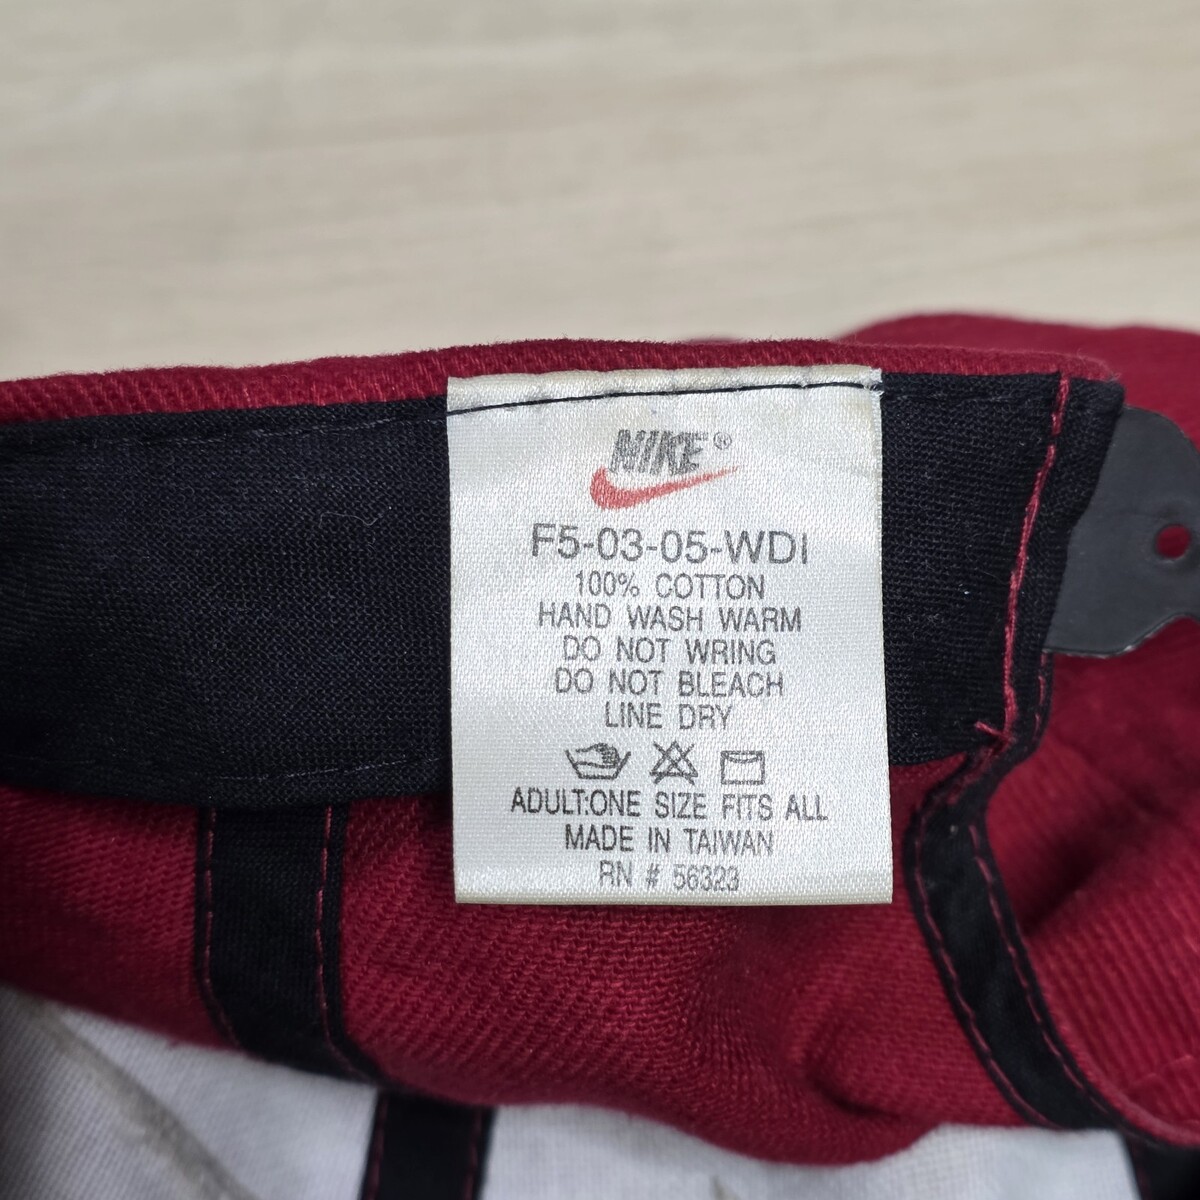 NIKE®
F5-03-05-WDI
100% COTTON
HAND WASH WARM
DO NOT WRING
DO NOT BLEACH
LINE DRY
ADULT:ONE SIZE FITS ALL
MADE IN TAIWAN
RN # 56323